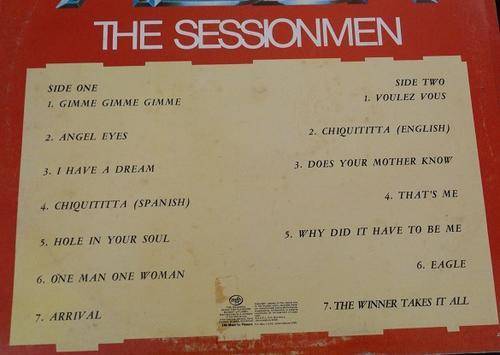 THE SESSIONMEN
SIDE ONE
1. GIMME GIMME GIMME
2. ANGEL EYES
3. I HAVE A DREAM
4. CHIQUITITTA (SPANISH)
5. HOLE IN YOUR SOUL
6. ONE MAN ONE WOMAN
7. ARRIVAL
SIDE TWO
1. VOULEZ VOUS
2. CHIQUITITTA (ENGLISH)
3. DOES YOUR MOTHER KNOW
4. THAT'S ME
5. WHY DID IT HAVE TO BE ME
6. EAGLE
7. THE WINNER TAKES IT ALL